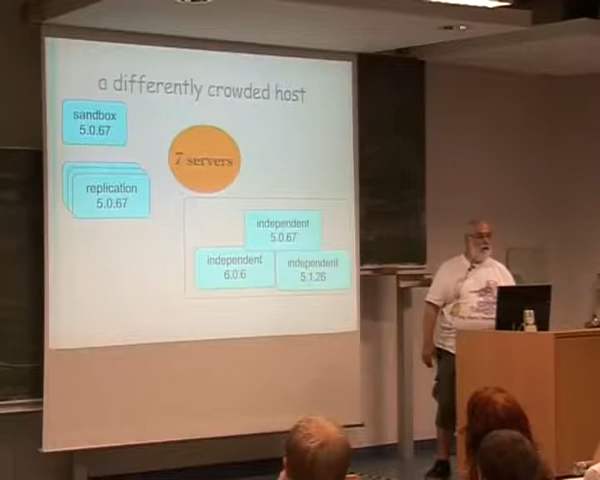 a differently crowded host
sandbox
5.0.67
7 servers
replication
5.0.67
independent
5.0.67
independent
6.0.6
independent
5.1.26